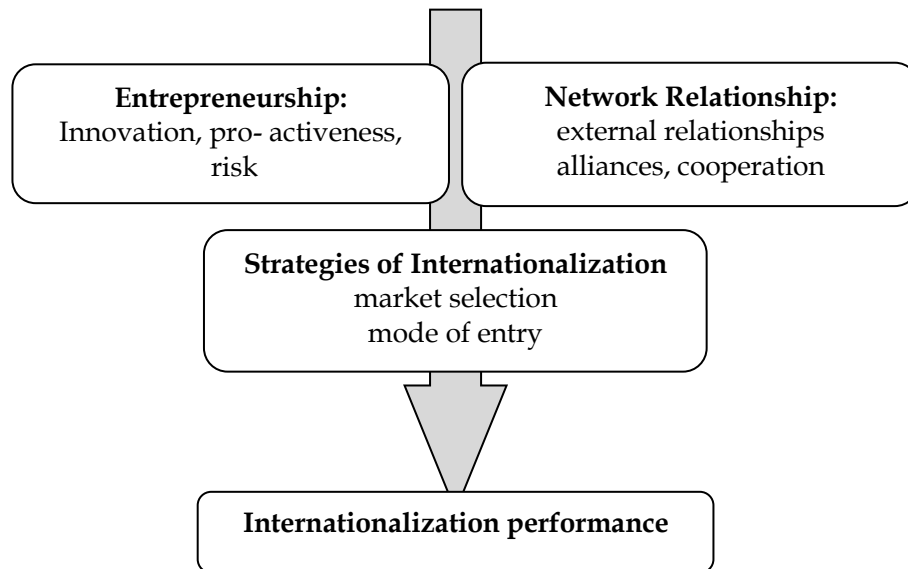 Entrepreneurship:
Innovation, pro- activeness,
risk
Network Relationship:
external relationships
alliances, cooperation
Strategies of Internationalization
market selection
mode of entry
Internationalization performance